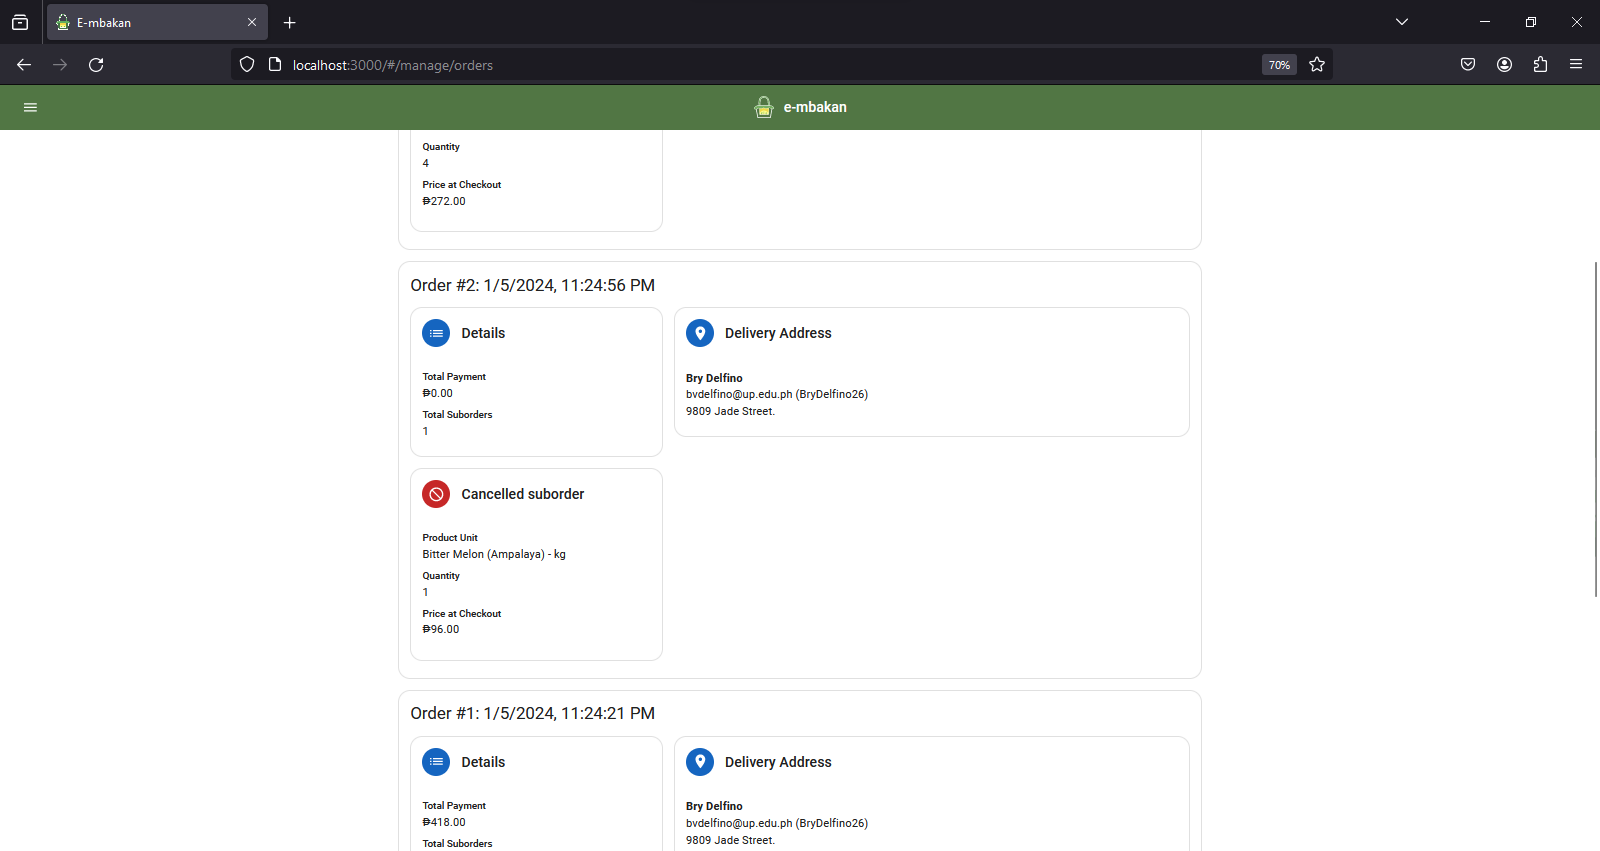 E-mbakan
localhost:3000/#/manage/orders
70%
e-mbakan
Quantity
4
Price at Checkout
₱272.00
Order #2: 1/5/2024, 11:24:56 PM
Details
Total Payment
₱0.00
Total Suborders
1
Delivery Address
Bry Delfino
bvdelfino@up.edu.ph (BryDelfino26)
9809 Jade Street.
Cancelled suborder
Product Unit
Bitter Melon (Ampalaya) - kg
Quantity
1
Price at Checkout
₱96.00
Order #1: 1/5/2024, 11:24:21 PM
Details
Total Payment
₱418.00
Total Suborders
Delivery Address
Bry Delfino
bvdelfino@up.edu.ph (BryDelfino26)
9809 Jade Street.